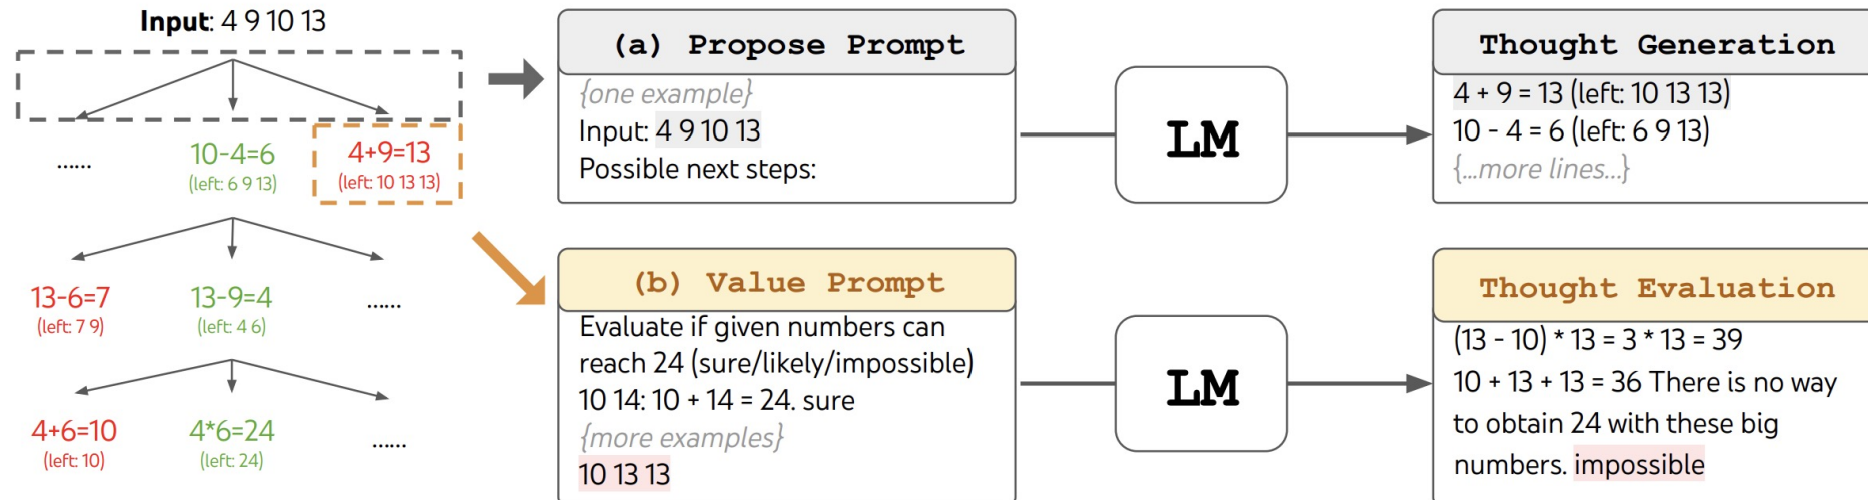 Input: 4 9 10 13
......
10-4=6
(left: 6 9 13)
4+9=13
(left: 10 13 13)
13-6=7
(left: 7 9)
13-9=4
(left: 4 6)
......
4+6=10
(left: 10)
4*6=24
(left: 24)
......
(a) Propose Prompt
{one example}
Input: 4 9 10 13
Possible next steps:
LM
Thought Generation
4 + 9 = 13 (left: 10 13 13)
10 - 4 = 6 (left: 6 9 13)
{...more lines...}
(b) Value Prompt
Evaluate if given numbers can
reach 24 (sure/likely/impossible)
10 14: 10 + 14 = 24. sure
{more examples}
10 13 13
LM
Thought Evaluation
(13 - 10) * 13 = 3 * 13 = 39
10 + 13 + 13 = 36 There is no way
to obtain 24 with these big
numbers. impossible